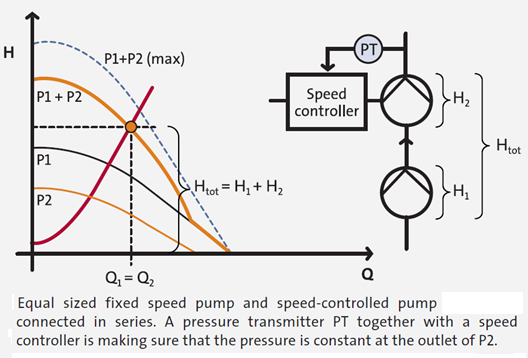 H
P1+P2 (max)
P1 + P2
P1
P2
Htot = H1 + H2
Q1 = Q2
Q
PT
Speed
controller
H2
Htot
H1
Equal sized fixed speed pump and speed-controlled pump
connected in series. A pressure transmitter PT together with a speed
controller is making sure that the pressure is constant at the outlet of P2.